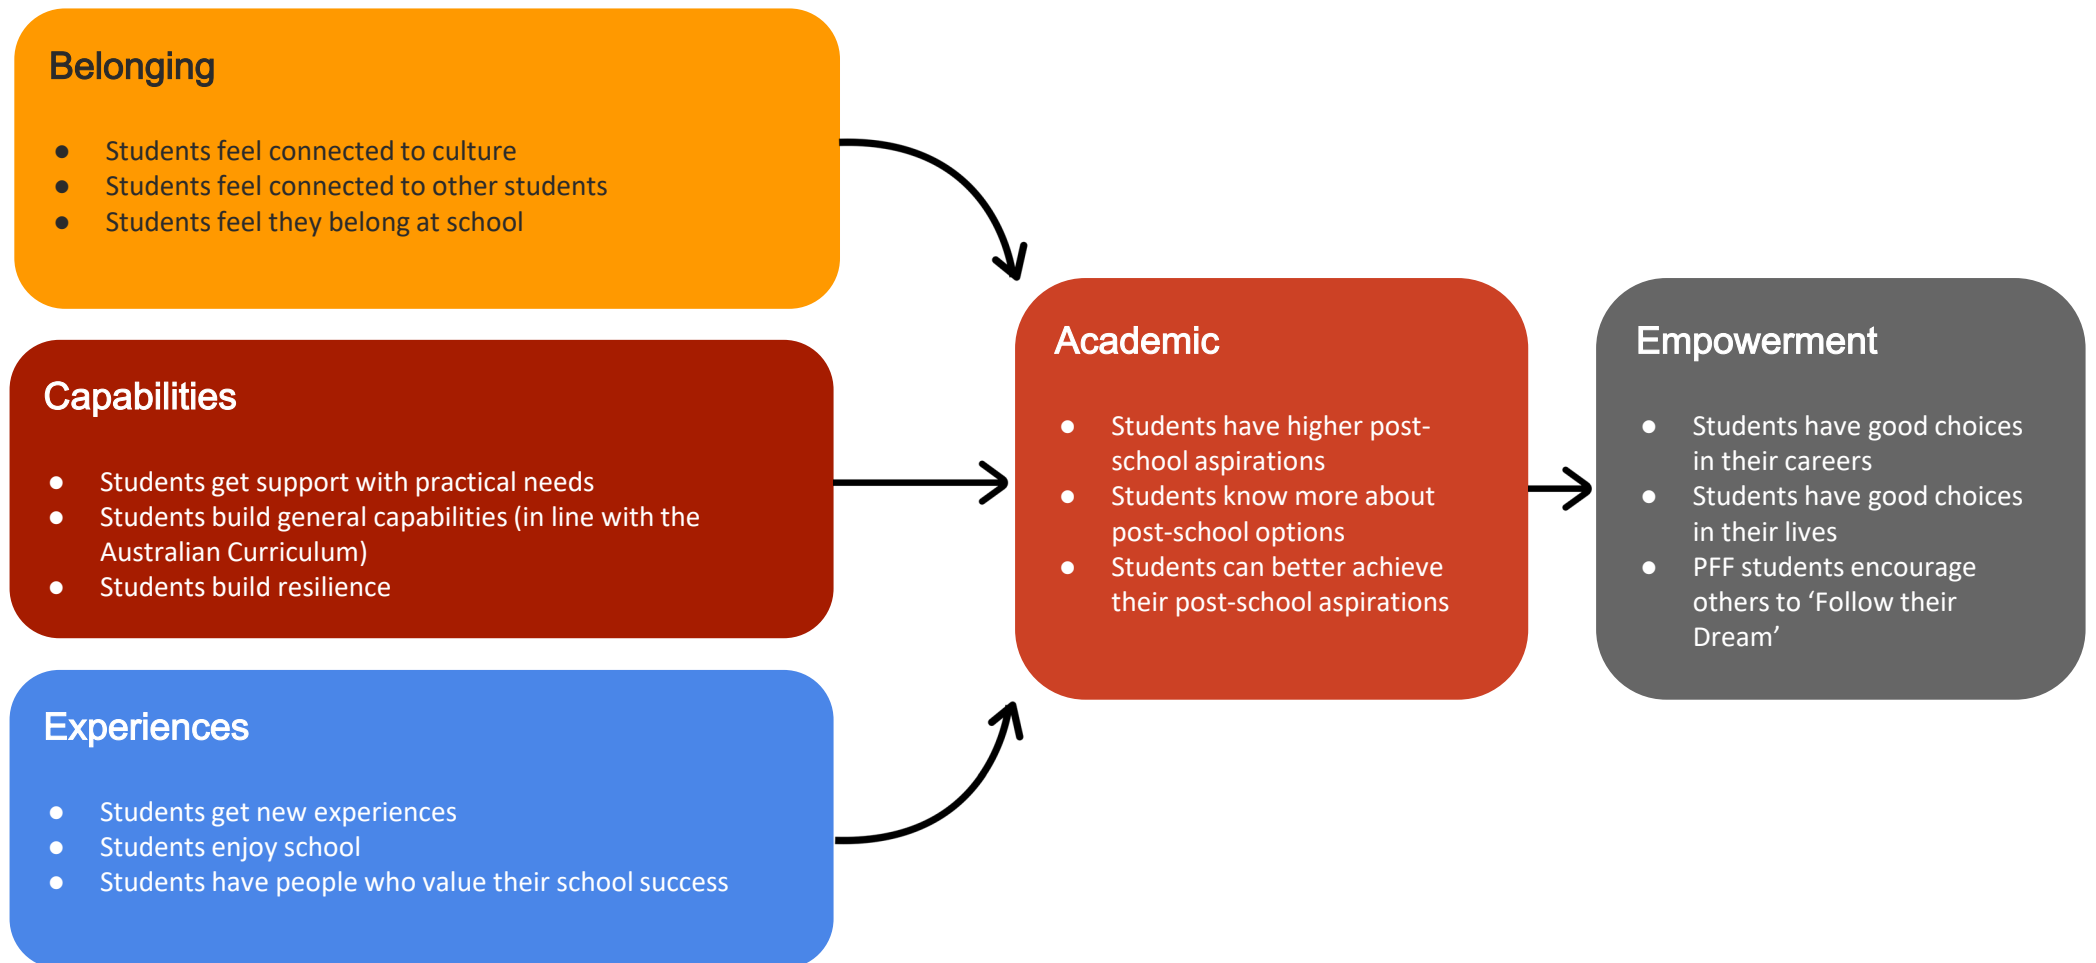 Belonging
● Students feel connected to culture
● Students feel connected to other students
● Students feel they belong at school
Capabilities
● Students get support with practical needs
● Students build general capabilities (in line with the
Australian Curriculum)
● Students build resilience
Experiences
● Students get new experiences
● Students enjoy school
● Students have people who value their school success
Academic
● Students have higher post-
school aspirations
● Students know more about
post-school options
● Students can better achieve
their post-school aspirations
Empowerment
● Students have good choices
in their careers
● Students have good choices
in their lives
● PFF students encourage
others to ‘Follow their
Dream’